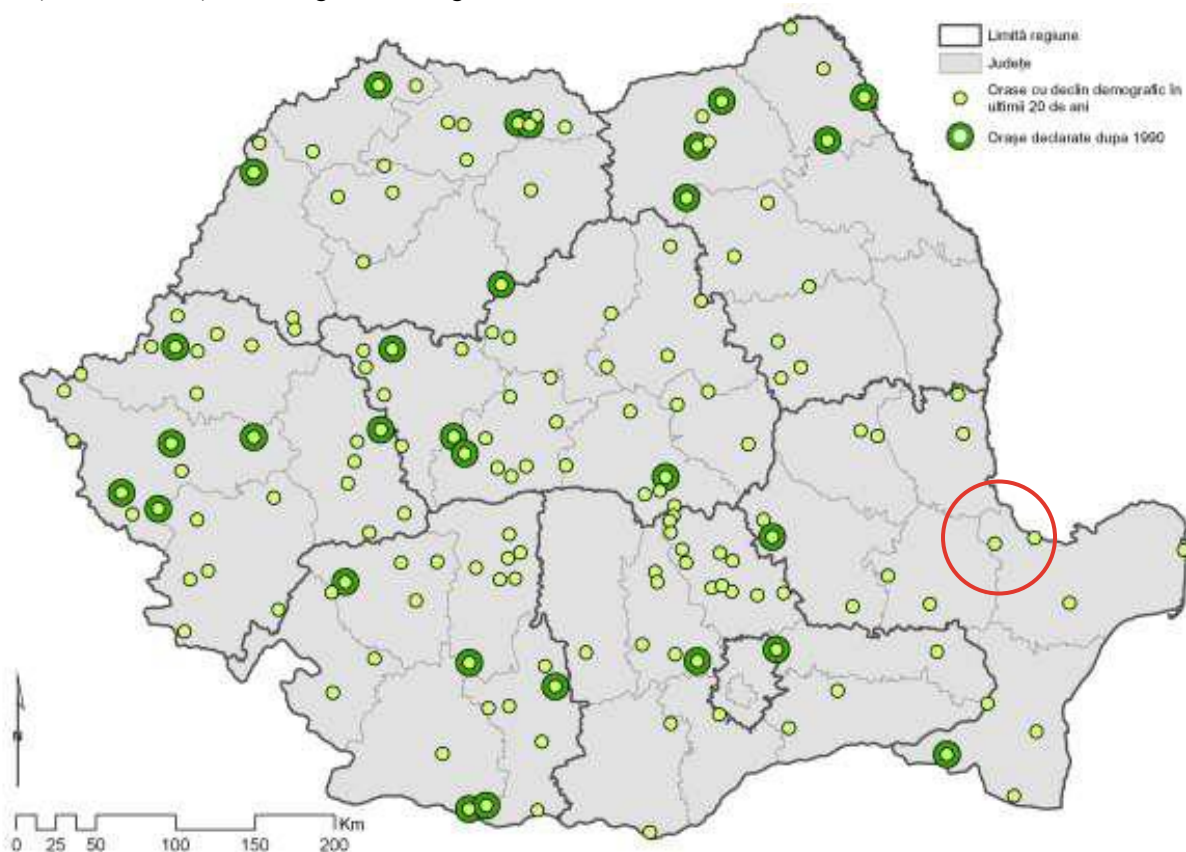 Limită regiune
Județe
Orase cu declin demografic în
ultimii 20 de ani
Orașe declarate dupa 1990
N
Km
0 25 50 100 150 200